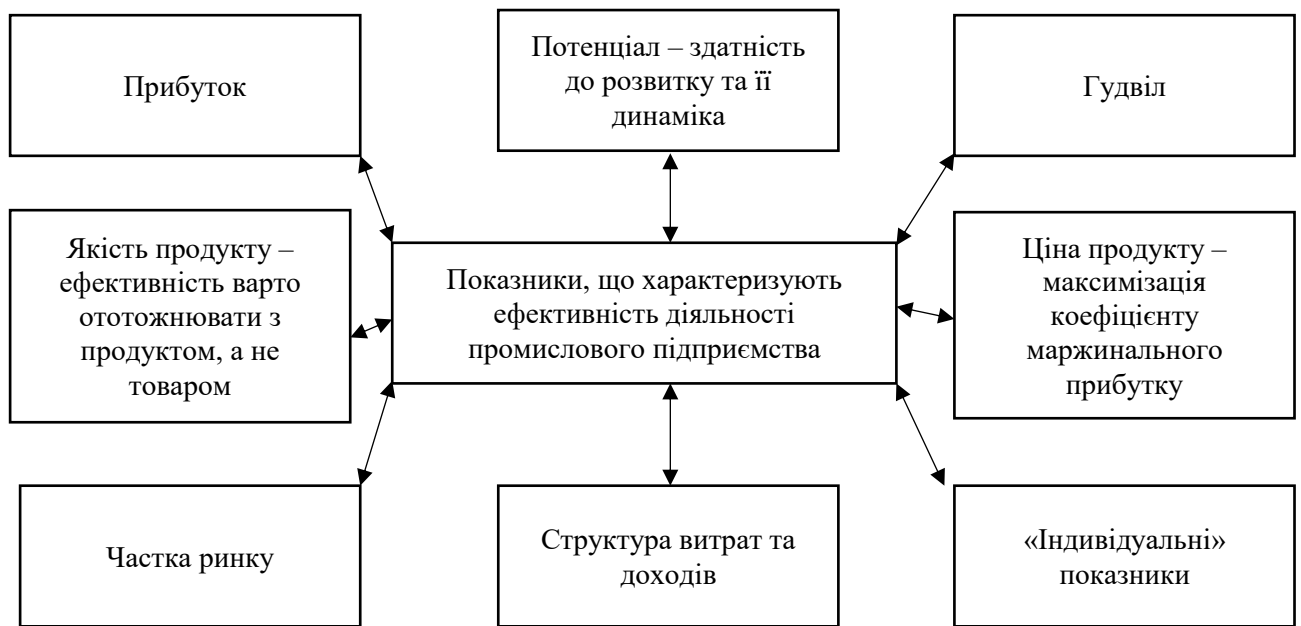 Прибуток
Потенціал – здатність
до розвитку та її
динаміка
Гудвіл
Якість продукту –
ефективність варто
ототожнювати з
продуктом, а не
товаром
Показники, що характеризують
ефективність діяльності
промислового підприємства
Ціна продукту –
максимізація
коефіцієнту
маржинального
прибутку
Частка ринку
Структура витрат та
доходів
«Індивідуальні»
показники